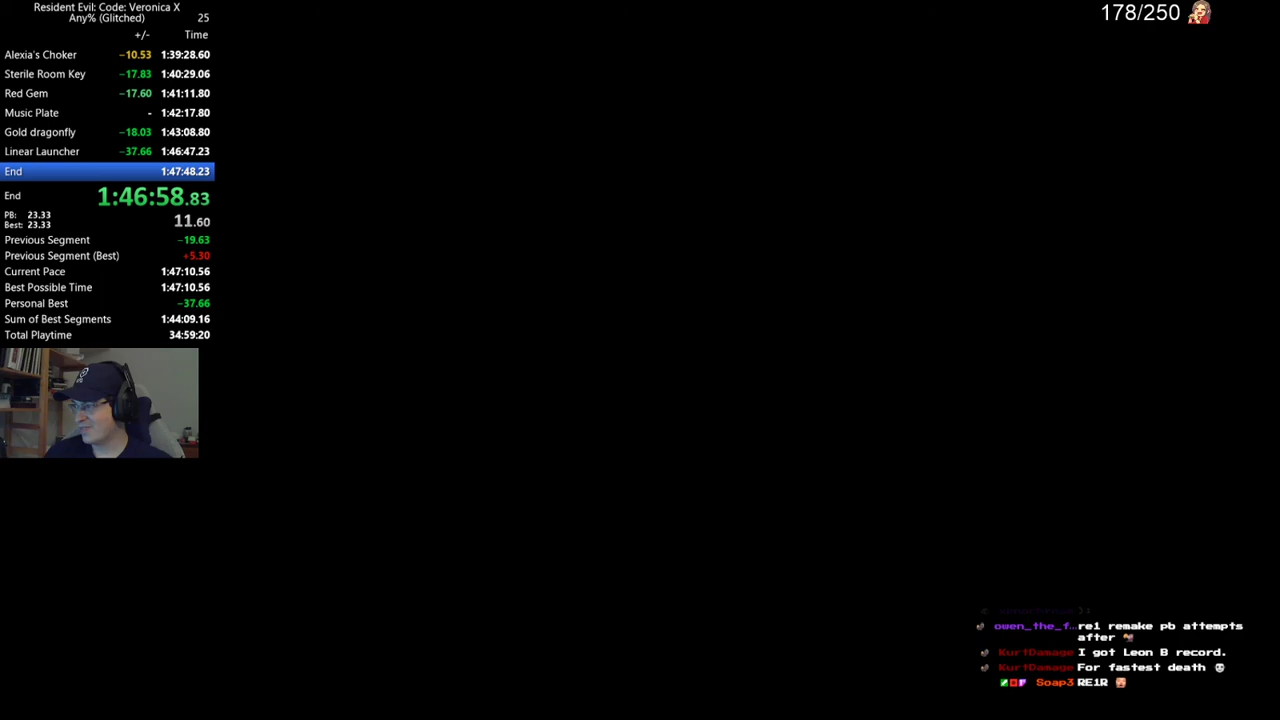 Resident Evil: Code: Veronica X
Any% (Glitched) 25
+/- Time
Alexia's Choker −10.53 1:39:28.60
Sterile Room Key −17.83 1:40:29.06
Red Gem −17.60 1:41:11.80
Music Plate - 1:42:17.80
Gold dragonfly −18.03 1:43:08.80
Linear Launcher −37.66 1:46:47.23
End 1:47:48.23
End 1:46:58.83
PB: 23.33
Best: 23.33 11.60
Previous Segment −19.63
Previous Segment (Best) +5.30
Current Pace 1:47:10.56
Best Possible Time 1:47:10.56
Personal Best −37.66
Sum of Best Segments 1:44:09.16
Total Playtime 34:59:20
178/250
owen_the_f… re1 remake pb attempts
after
KurtDamage I got Leon B record.
KurtDamage For fastest death
Soap3 RE1R